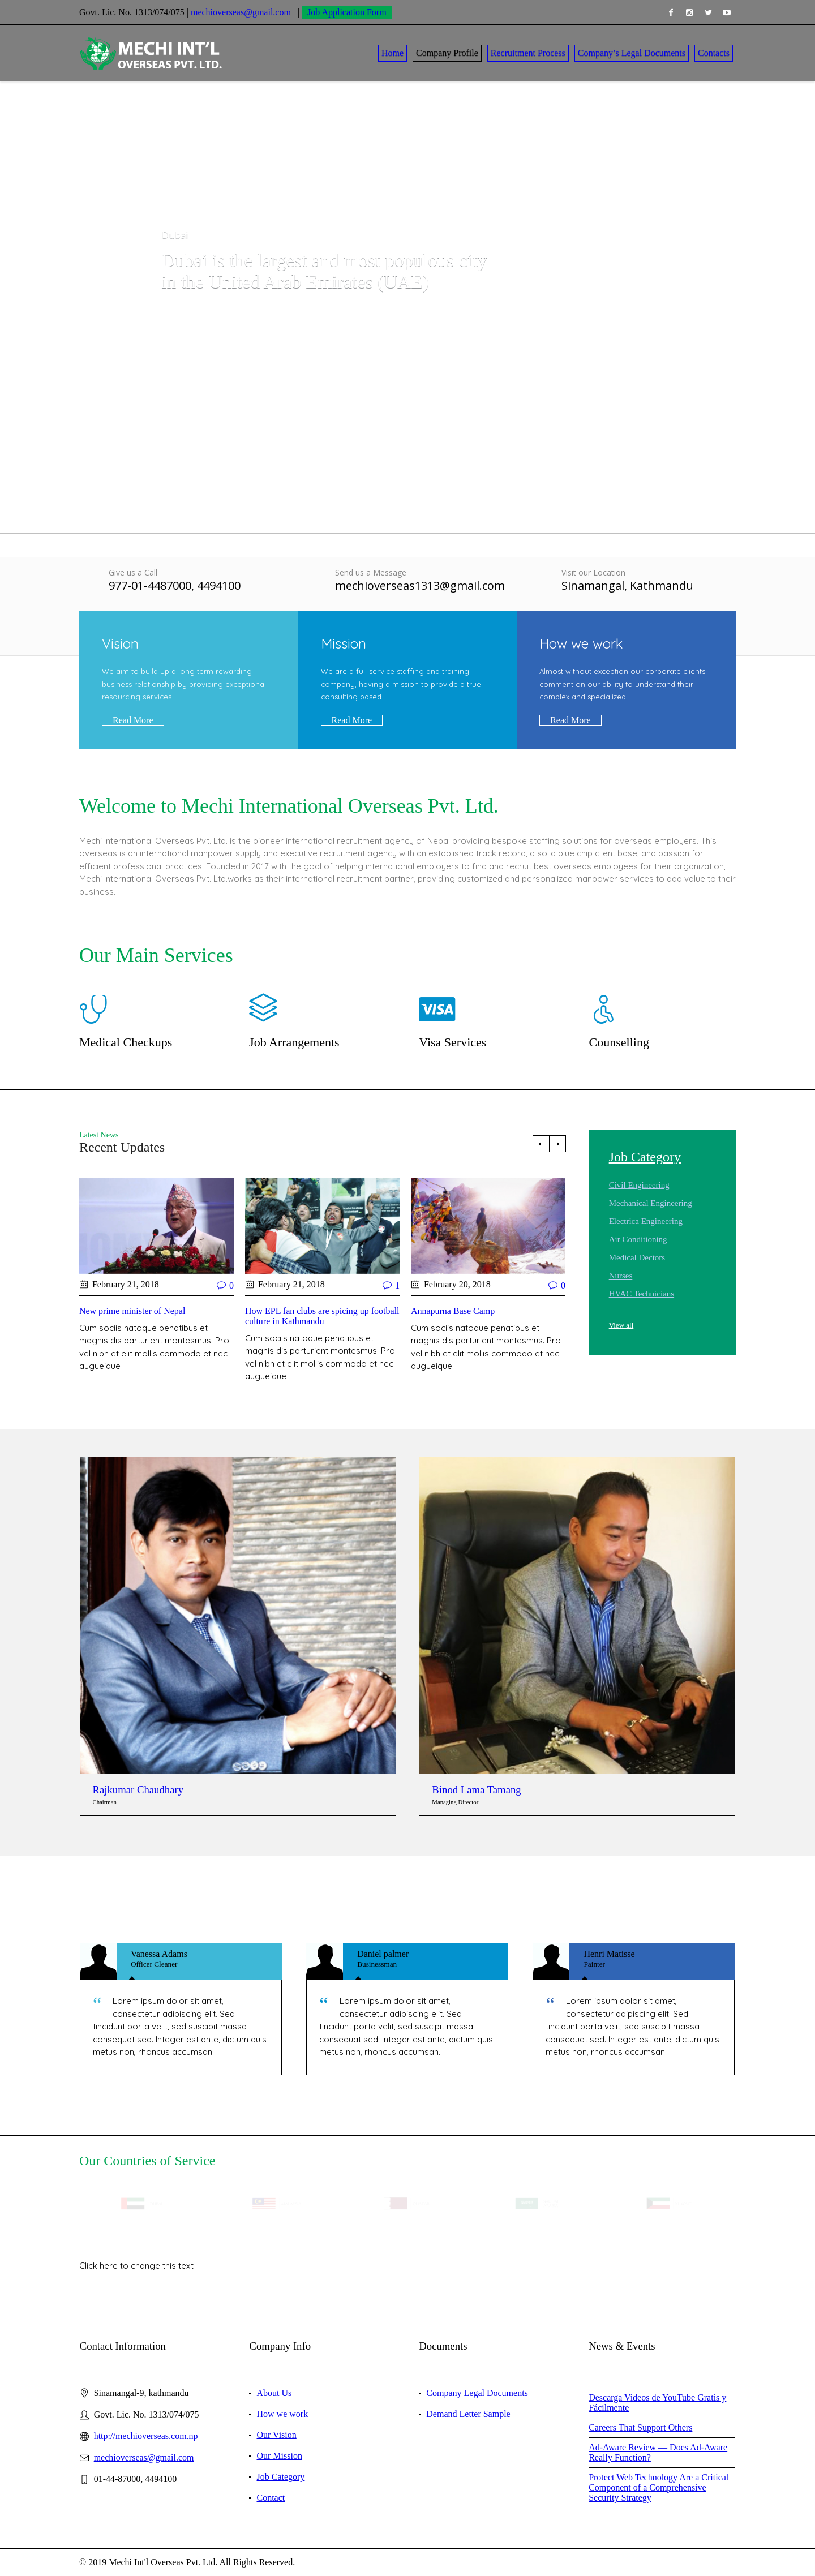 Govt. Lic. No. 1313/074/075 | mechioverseas@gmail.com | Job Application Form
MECHI INT'L
OVERSEAS PVT. LTD.
Home Company Profile Recruitment Process Company's Legal Documents Contacts
Dubai
Dubai is the largest and most populous city
in the United Arab Emirates (UAE)
Give us a Call
977-01-4487000, 4494100
Send us a Message
mechioverseas1313@gmail.com
Visit our Location
Sinamangal, Kathmandu
Vision
We aim to build up a long term rewarding
business relationship by providing exceptional
resourcing services ...
Read More
Mission
We are a full service staffing and training
company, having a mission to provide a true
consulting based ...
Read More
How we work
Almost without exception our corporate clients
comment on our ability to understand their
complex and specialized ...
Read More
Welcome to Mechi International Overseas Pvt. Ltd.
Mechi International Overseas Pvt. Ltd. is the pioneer international recruitment agency of Nepal providing bespoke staffing solutions for overseas employers. This
overseas is an international manpower supply and executive recruitment agency with an established track record, a solid blue chip client base, and passion for
efficient professional practices. Founded in 2017 with the goal of helping international employers to find and recruit best overseas employees for their organization,
Mechi International Overseas Pvt. Ltd.works as their international recruitment partner, providing customized and personalized manpower services to add value to their
business.
Our Main Services
Medical Checkups
Job Arrangements
VISA
Visa Services
Counselling
Latest News
Recent Updates
February 21, 2018 0
New prime minister of Nepal
Cum sociis natoque penatibus et
magnis dis parturient montesmus. Pro
vel nibh et elit mollis commodo et nec
augueique
February 21, 2018 1
How EPL fan clubs are spicing up football
culture in Kathmandu
Cum sociis natoque penatibus et
magnis dis parturient montesmus. Pro
vel nibh et elit mollis commodo et nec
augueique
February 20, 2018 0
Annapurna Base Camp
Cum sociis natoque penatibus et
magnis dis parturient montesmus. Pro
vel nibh et elit mollis commodo et nec
augueique
Job Category
Civil Engineering
Mechanical Engineering
Electrica Engineering
Air Conditioning
Medical Dectors
Nurses
HVAC Technicians
View all
Rajkumar Chaudhary
Chairman
Binod Lama Tamang
Managing Director
Vanessa Adams
Officer Cleaner
“ Lorem ipsum dolor sit amet,
consectetur adipiscing elit. Sed
tincidunt porta velit, sed suscipit massa
consequat sed. Integer est ante, dictum quis
metus non, rhoncus accumsan.
Daniel palmer
Businessman
“ Lorem ipsum dolor sit amet,
consectetur adipiscing elit. Sed
tincidunt porta velit, sed suscipit massa
consequat sed. Integer est ante, dictum quis
metus non, rhoncus accumsan.
Henri Matisse
Painter
“ Lorem ipsum dolor sit amet,
consectetur adipiscing elit. Sed
tincidunt porta velit, sed suscipit massa
consequat sed. Integer est ante, dictum quis
metus non, rhoncus accumsan.
Our Countries of Service
Click here to change this text
Contact Information
Sinamangal-9, kathmandu
Govt. Lic. No. 1313/074/075
http://mechioverseas.com.np
mechioverseas@gmail.com
01-44-87000, 4494100
Company Info
About Us
How we work
Our Vision
Our Mission
Job Category
Contact
Documents
Company Legal Documents
Demand Letter Sample
News & Events
Descarga Videos de YouTube Gratis y
Fácilmente
Careers That Support Others
Ad-Aware Review — Does Ad-Aware
Really Function?
Protect Web Technology Are a Critical
Component of a Comprehensive
Security Strategy
© 2019 Mechi Int'l Overseas Pvt. Ltd. All Rights Reserved.